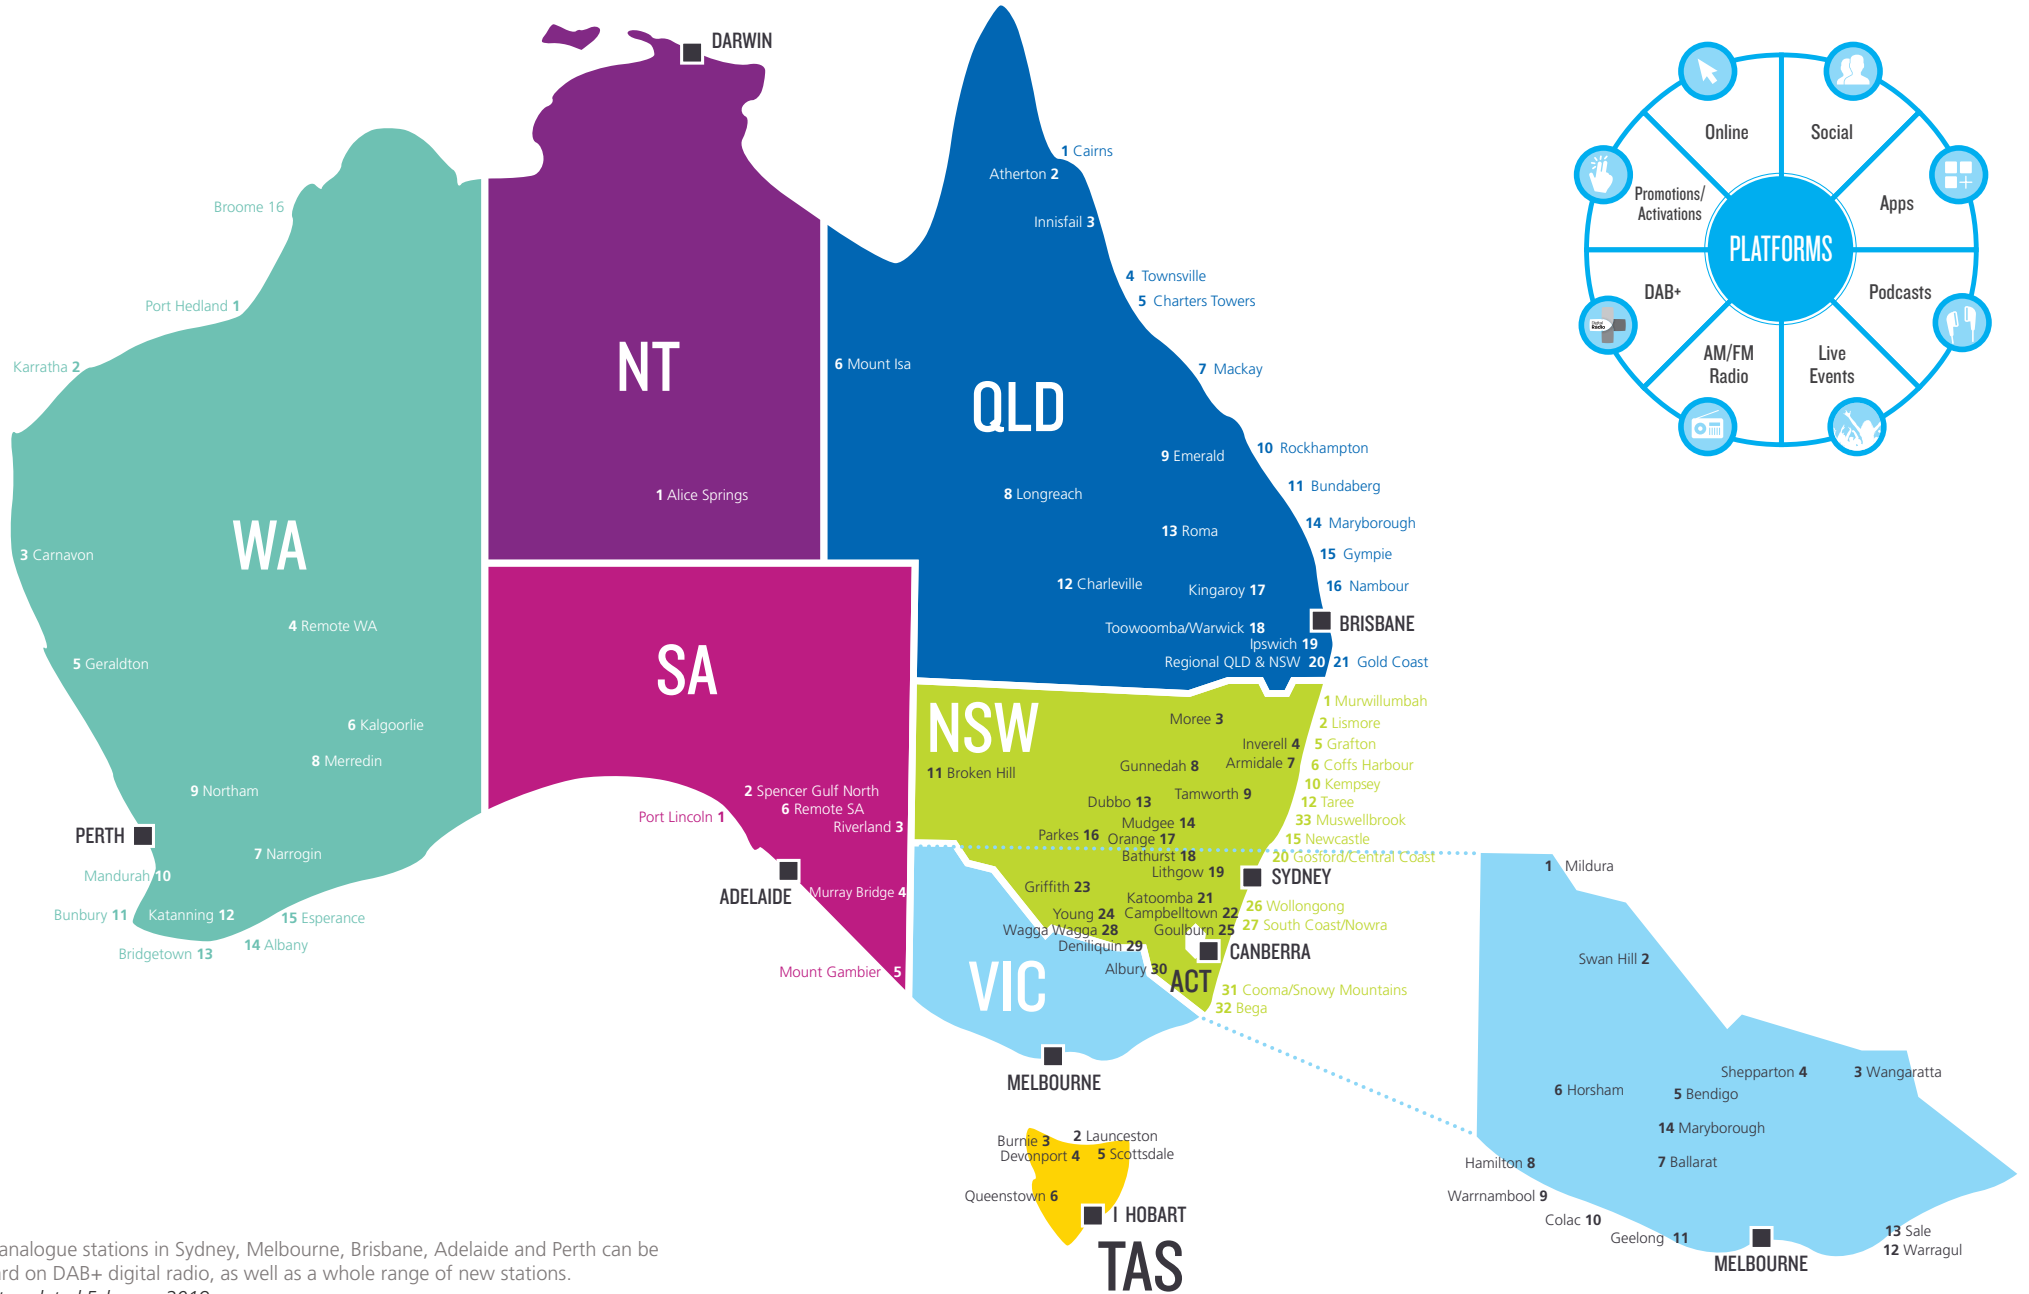 DARWIN
Broome 16
Port Hedland 1
Karratha 2
WA
3 Carnavon
4 Remote WA
5 Geraldton
6 Kalgoorlie
8 Merredin
9 Northam
PERTH
7 Narrogin
Mandurah 10
Bunbury 11
Katanning 12
15 Esperance
Bridgetown 13
14 Albany
NT
1 Alice Springs
SA
2 Spencer Gulf North
6 Remote SA
Port Lincoln 1
Riverland 3
ADELAIDE
Murray Bridge 4
Mount Gambier 5
1 Cairns
Atherton 2
Innisfail 3
4 Townsville
5 Charters Towers
6 Mount Isa
7 Mackay
QLD
10 Rockhampton
9 Emerald
8 Longreach
11 Bundaberg
13 Roma
14 Maryborough
15 Gympie
12 Charleville
Kingaroy 17
16 Nambour
BRISBANE
Toowoomba/Warwick 18
Ipswich 19
Regional QLD & NSW 20
21 Gold Coast
NSW
1 Murwillumbah
Moree 3
2 Lismore
Inverell 4
5 Grafton
11 Broken Hill
Gunnedah 8
Armidale 7
6 Coffs Harbour
10 Kempsey
Tamworth 9
Dubbo 13
12 Taree
Mudgee 14
33 Muswellbrook
Parkes 16
Orange 17
15 Newcastle
Bathurst 18
20 Gosford/Central Coast
Lithgow 19
SYDNEY
Griffith 23
Katoomba 21
26 Wollongong
Young 24
Campbelltown 22
27 South Coast/Nowra
Wagga Wagga 28
Goulburn 25
Deniliquin 29
CANBERRA
Albury 30
ACT
31 Cooma/Snowy Mountains
32 Bega
VIC
MELBOURNE
Burnie 3
2 Launceston
Devonport 4
5 Scottsdale
Queenstown 6
1 HOBART
TAS
Online
Social
Promotions/
Activations
Apps
PLATFORMS
DAB+
Podcasts
AM/FM
Radio
Live
Events
1 Mildura
Swan Hill 2
Shepparton 4
3 Wangaratta
6 Horsham
5 Bendigo
14 Maryborough
Hamilton 8
7 Ballarat
Warrnambool 9
Colac 10
Geelong 11
13 Sale
12 Warragul
MELBOURNE
analogue stations in Sydney, Melbourne, Brisbane, Adelaide and Perth can be
on DAB+ digital radio, as well as a whole range of new stations.